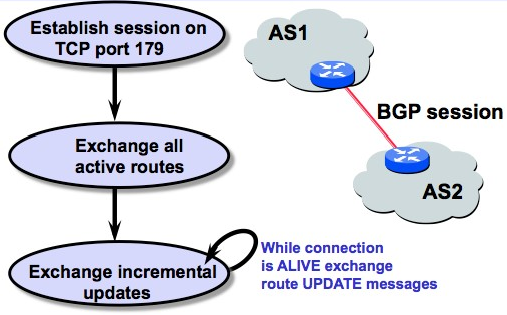 Establish session on
TCP port 179
Exchange all
active routes
Exchange incremental
updates
While connection
is ALIVE exchange
route UPDATE messages
AS1
BGP session
AS2